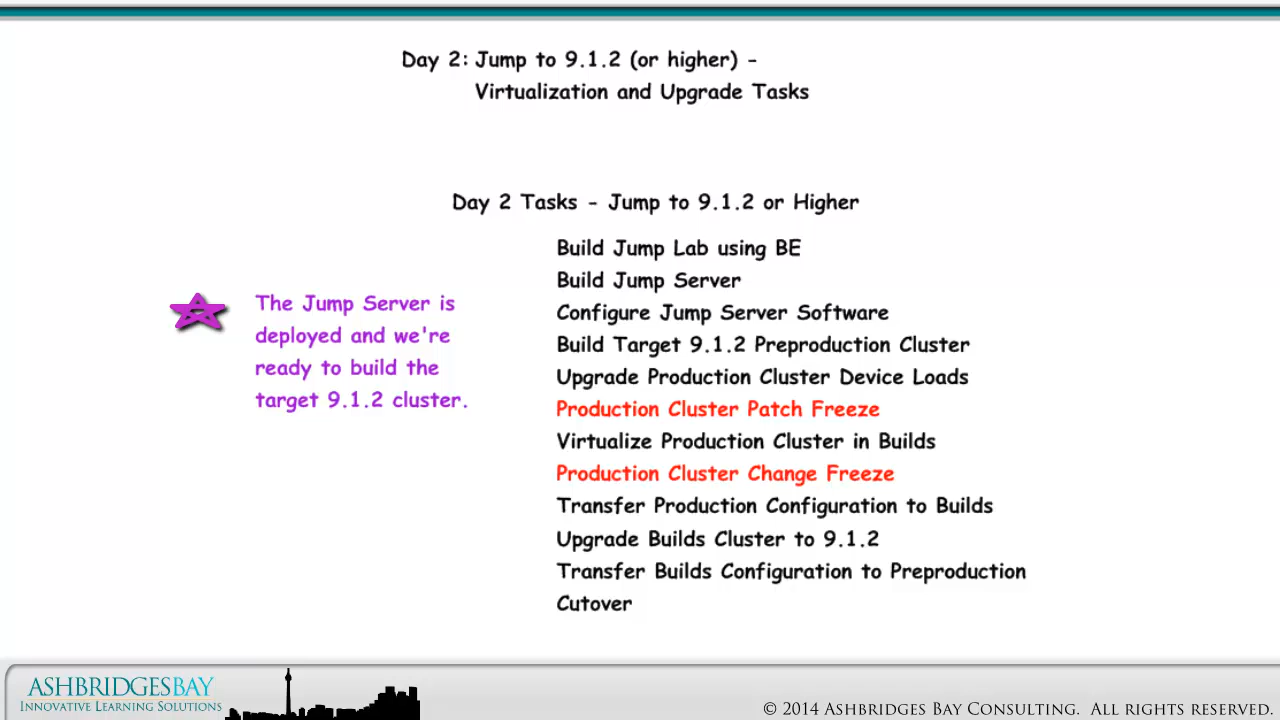 Day 2: Jump to 9.1.2 (or higher) -
Virtualization and Upgrade Tasks
Day 2 Tasks - Jump to 9.1.2 or Higher
The Jump Server is
deployed and we're
ready to build the
target 9.1.2 cluster.
Build Jump Lab using BE
Build Jump Server
Configure Jump Server Software
Build Target 9.1.2 Preproduction Cluster
Upgrade Production Cluster Device Loads
Production Cluster Patch Freeze
Virtualize Production Cluster in Builds
Production Cluster Change Freeze
Transfer Production Configuration to Builds
Upgrade Builds Cluster to 9.1.2
Transfer Builds Configuration to Preproduction
Cutover
ASHBRIDGESBAY
INNOVATIVE LEARNING SOLUTIONS
© 2014 ASHBRIDGES BAY CONSULTING. ALL RIGHTS RESERVED.